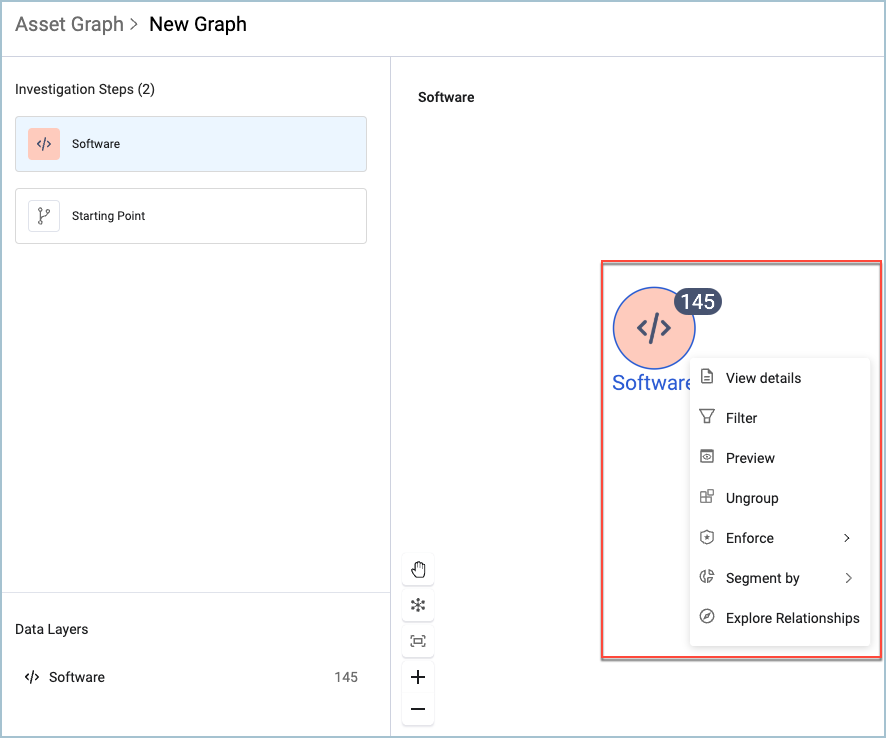 Asset Graph > New Graph
Investigation Steps (2)
Software
Starting Point
Data Layers
Software 145
Software
145
Software
View details
Filter
Preview
Ungroup
Enforce
Segment by
Explore Relationships